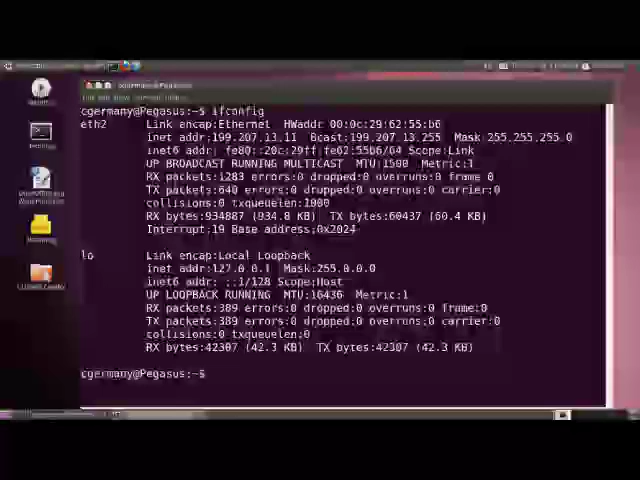 cgermany@Pegasus: ~
cgermany@Pegasus:~$ ifconfig
eth2 Link encap:Ethernet HWaddr 00:0c:29:62:55:b6
inet addr:199.207.13.11 Bcast:199.207.13.255 Mask:255.255.255.0
inet6 addr: fe80::20c:29ff:fe62:55b6/64 Scope:Link
UP BROADCAST RUNNING MULTICAST MTU:1500 Metric:1
RX packets:1283 errors:0 dropped:0 overruns:0 frame:0
TX packets:640 errors:0 dropped:0 overruns:0 carrier:0
collisions:0 txqueuelen:1000
RX bytes:934887 (934.8 KB) TX bytes:60437 (60.4 KB)
Interrupt:19 Base address:0x2024
lo Link encap:Local Loopback
inet addr:127.0.0.1 Mask:255.0.0.0
inet6 addr: ::1/128 Scope:Host
UP LOOPBACK RUNNING MTU:16436 Metric:1
RX packets:389 errors:0 dropped:0 overruns:0 frame:0
TX packets:389 errors:0 dropped:0 overruns:0 carrier:0
collisions:0 txqueuelen:0
RX bytes:42307 (42.3 KB) TX bytes:42307 (42.3 KB)
cgermany@Pegasus:~$